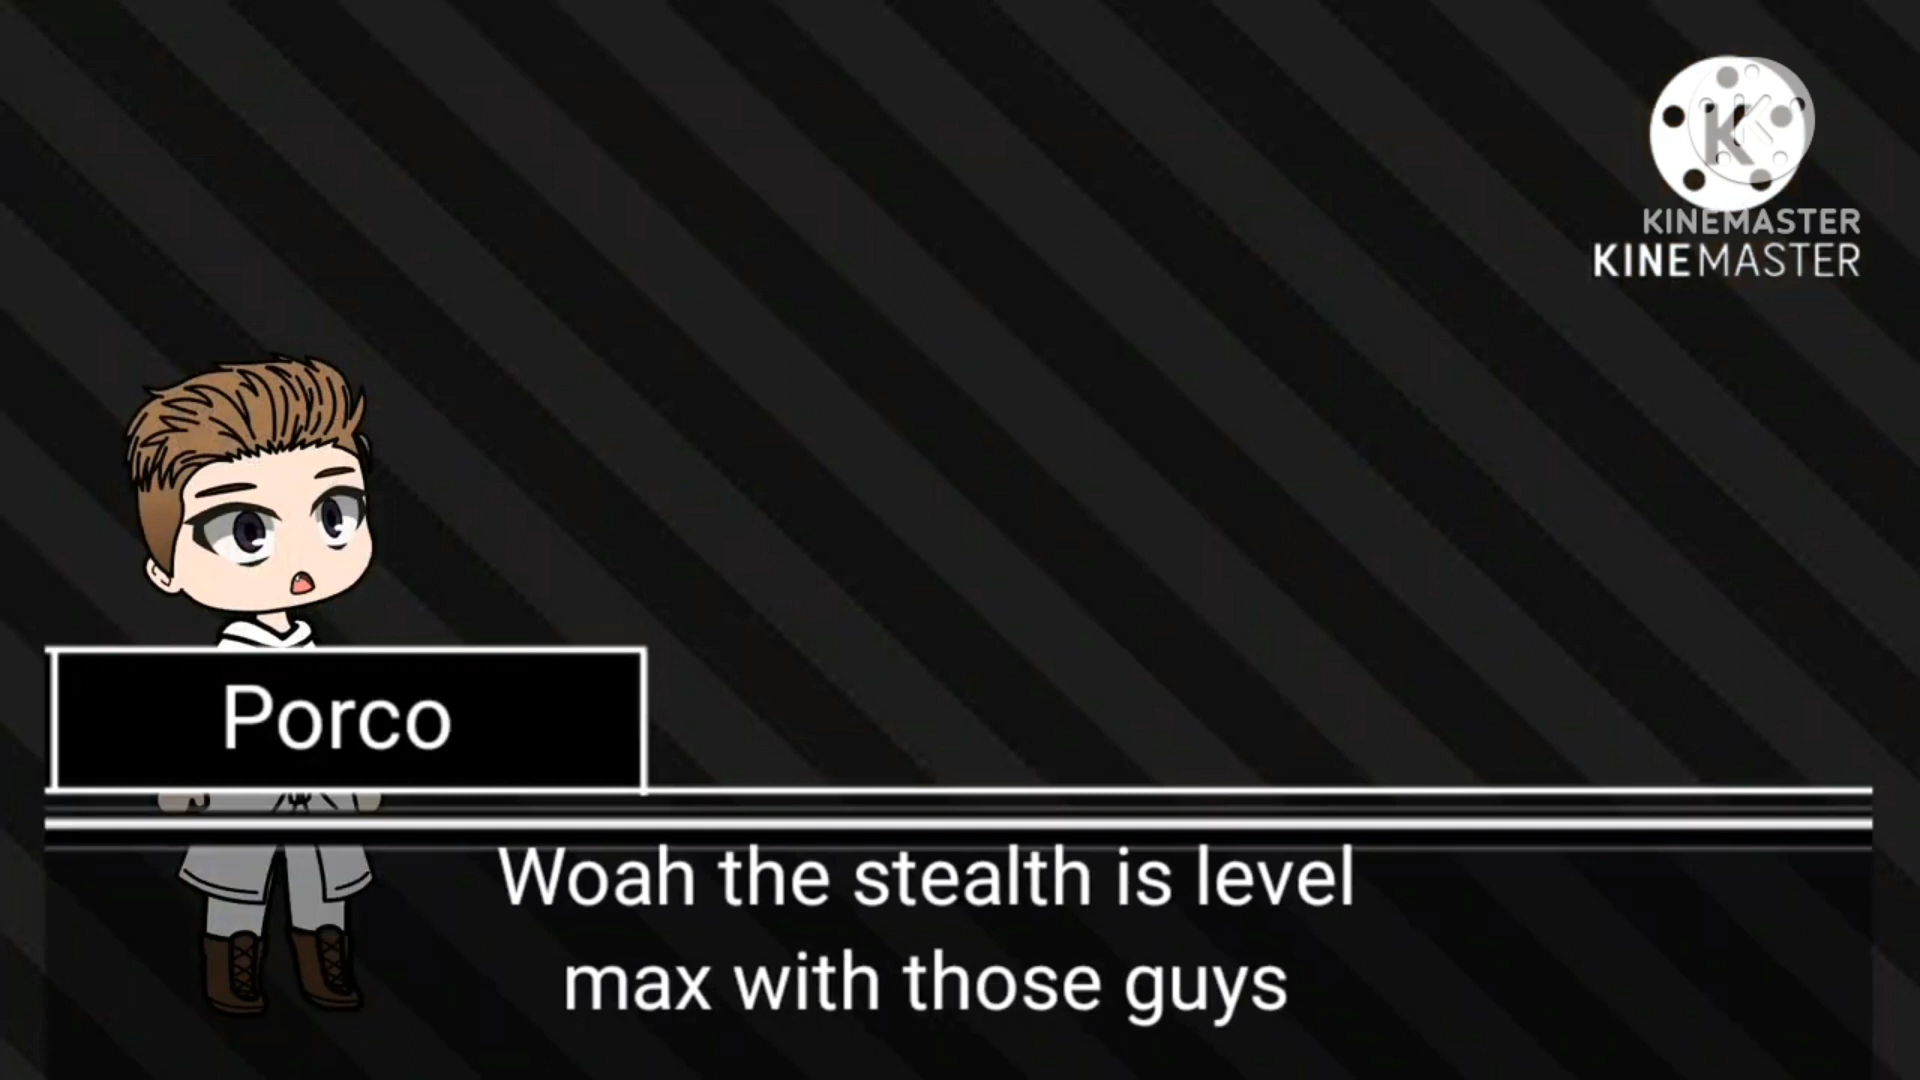 K
K
KINEMASTER
KINEMASTER
Porco
Woah the stealth is level
max with those guys